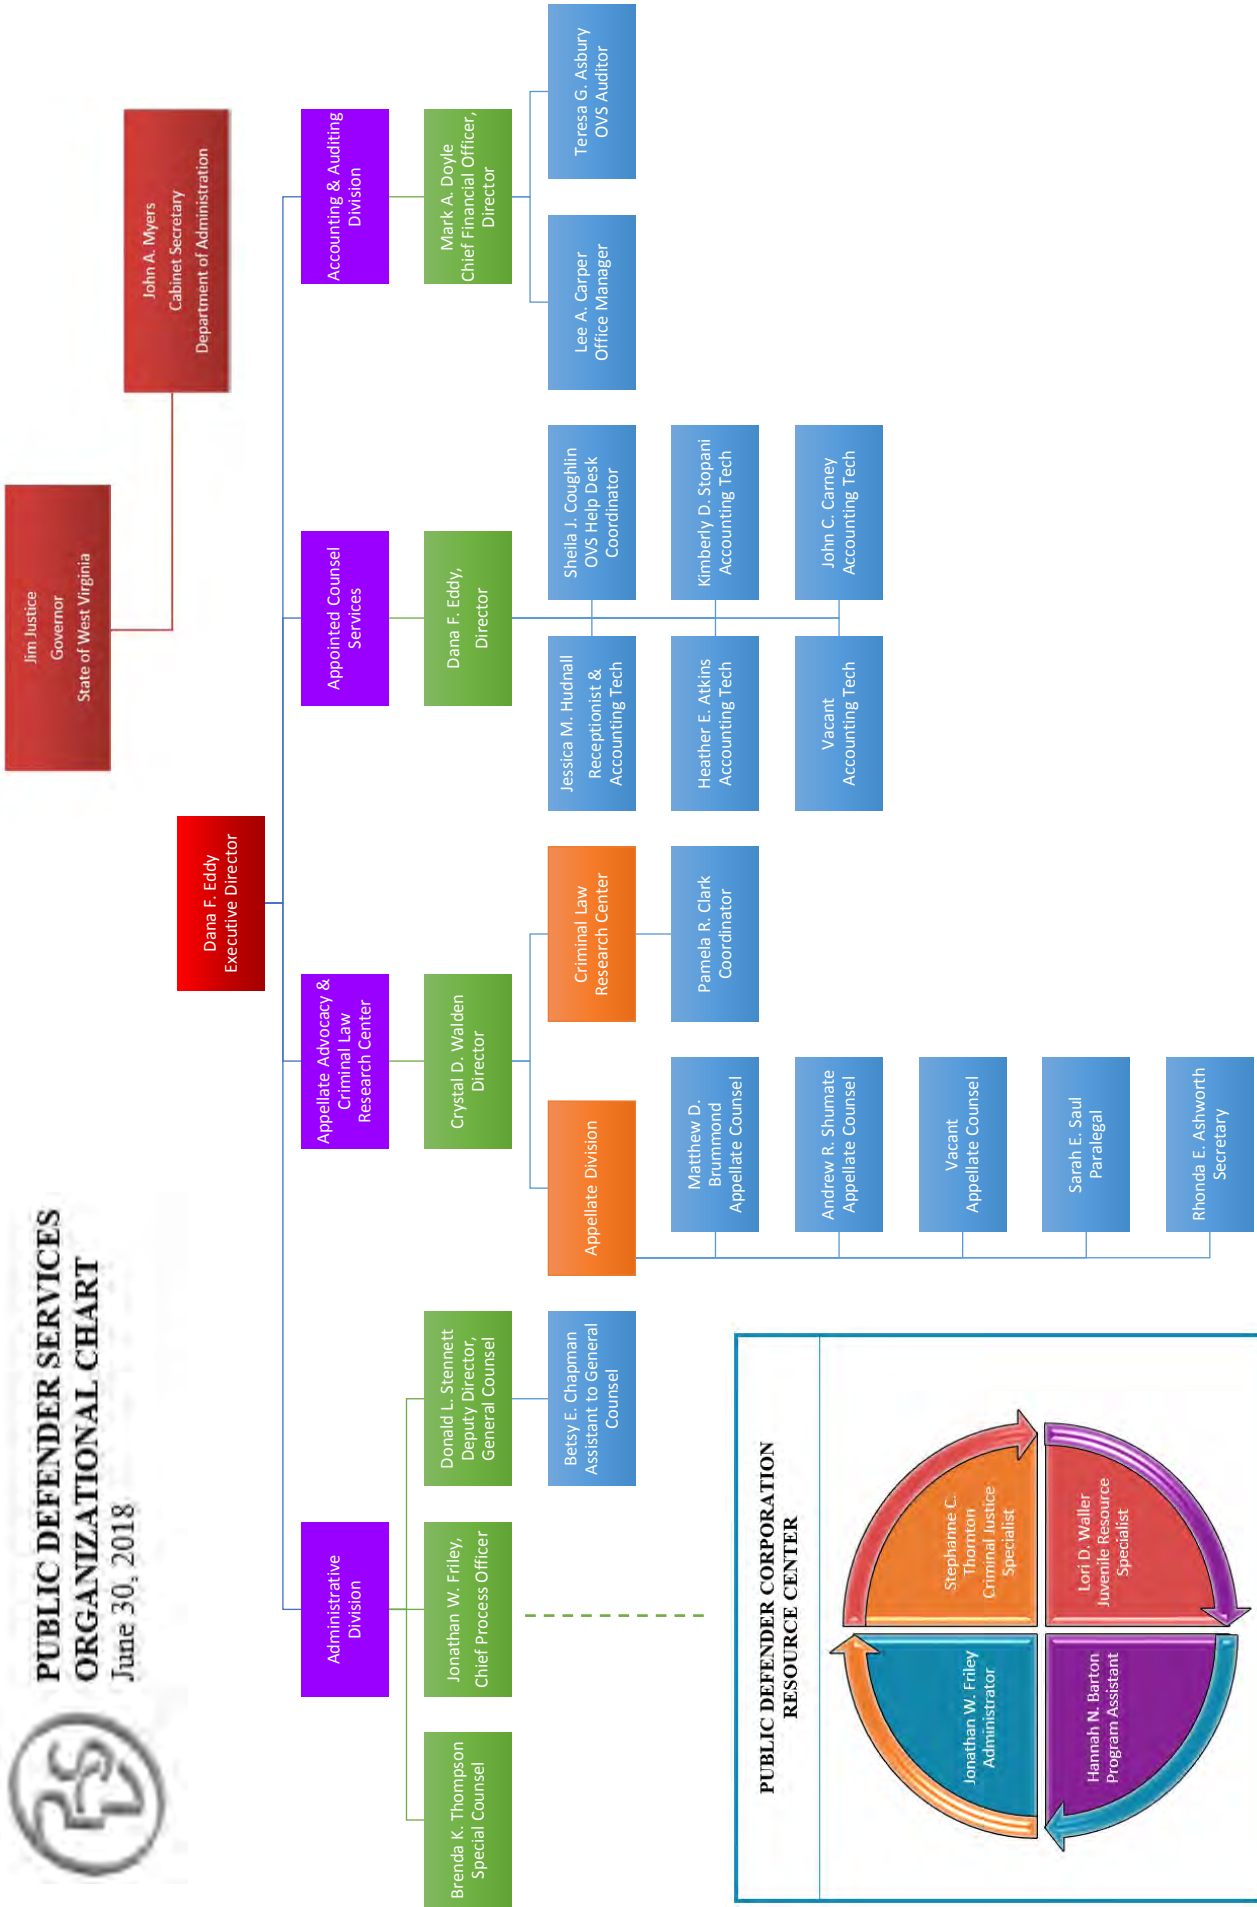 PUBLIC DEFENDER SERVICES
ORGANIZATIONAL CHART
June 30, 2018
Jim Justice
Governor
State of West Virginia
John A. Myers
Cabinet Secretary
Department of Administration
Dana F. Eddy
Executive Director
Administrative
Division
Appellate Advocacy &
Criminal Law
Research Center
Appointed Counsel
Services
Accounting & Auditing
Division
Brenda K. Thompson
Special Counsel
Jonathan W. Friley,
Chief Process Officer
Donald L. Stennett
Deputy Director,
General Counsel
Crystal D. Walden
Director
Dana F. Eddy,
Director
Mark A. Doyle
Chief Financial Officer,
Director
Betsy E. Chapman
Assistant to General
Counsel
Appellate Division
Criminal Law
Research Center
Jessica M. Hudnall
Receptionist &
Accounting Tech
Sheila J. Coughlin
OVS Help Desk
Coordinator
Lee A. Carper
Office Manager
Teresa G. Asbury
OVS Auditor
Matthew D.
Brummond
Appellate Counsel
Pamela R. Clark
Coordinator
Heather E. Atkins
Accounting Tech
Kimberly D. Stopani
Accounting Tech
Andrew R. Shumate
Appellate Counsel
Vacant
Accounting Tech
John C. Carney
Accounting Tech
Vacant
Appellate Counsel
Sarah E. Saul
Paralegal
Rhonda E. Ashworth
Secretary
PUBLIC DEFENDER CORPORATION
RESOURCE CENTER
Jonathan W. Friley
Administrator
Stephanne C.
Thornton
Criminal Justice
Specialist
Hannah N. Barton
Program Assistant
Lori D. Waller
Juvenile Resource
Specialist